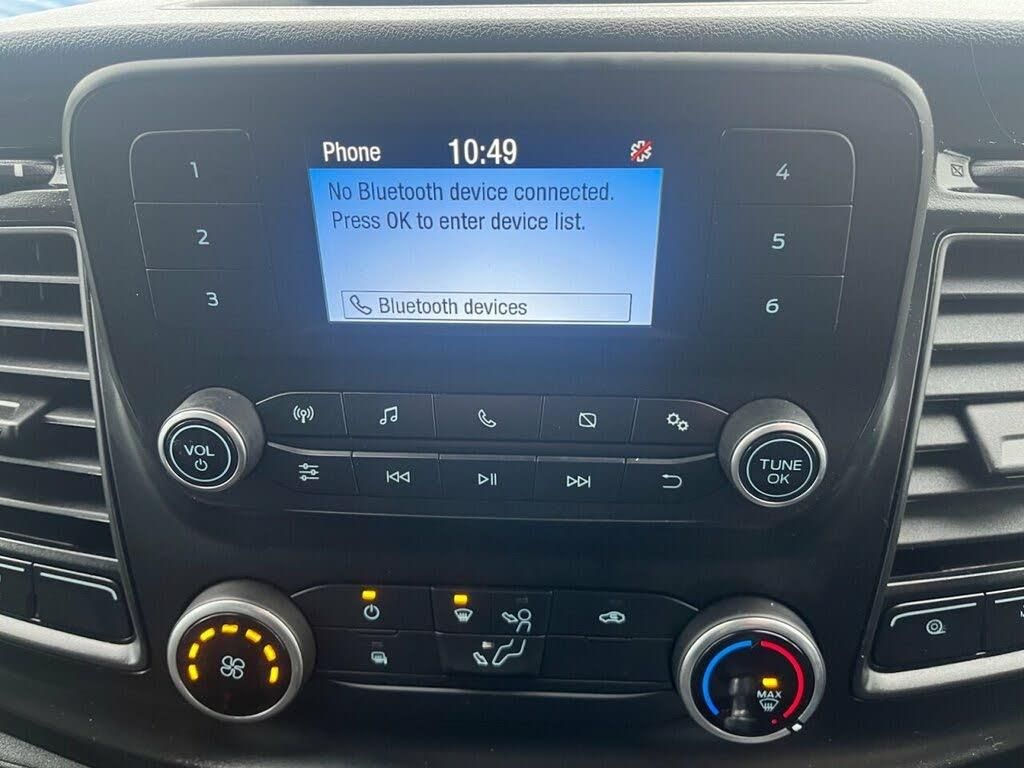 Phone 10:49
No Bluetooth device connected.
Press OK to enter device list.
Bluetooth devices
1
2
3
4
5
6
VOL
TUNE
OK
MAX